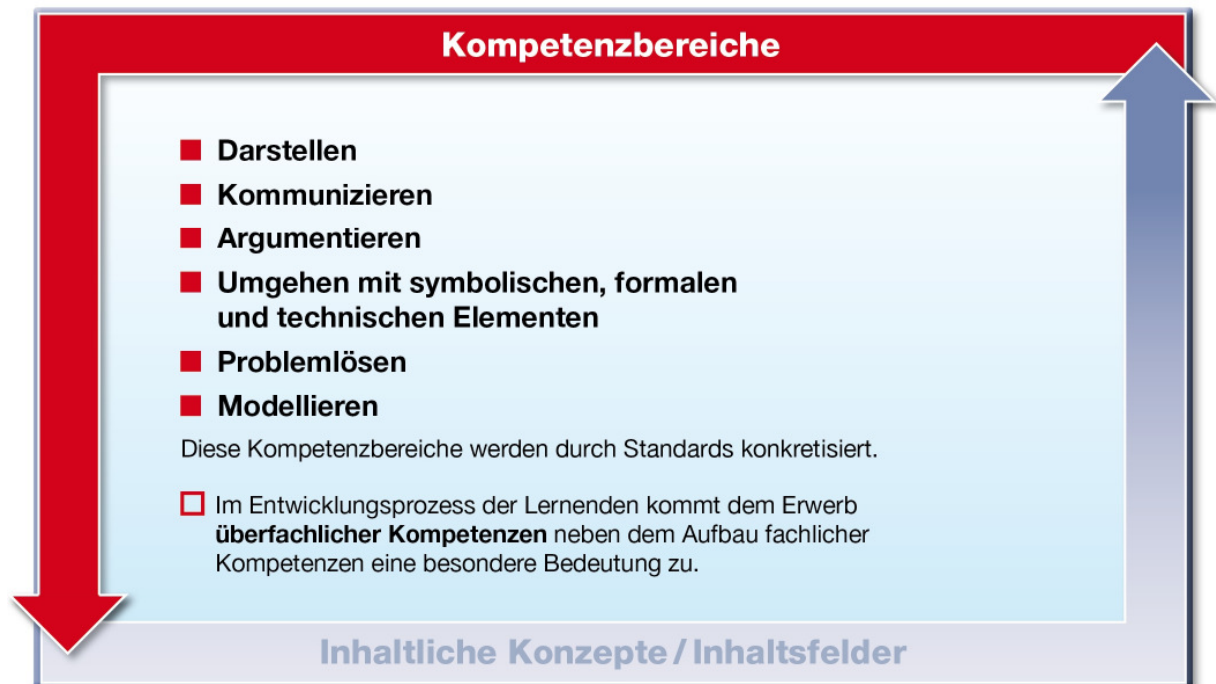 Kompetenzbereiche
Darstellen
Kommunizieren
Argumentieren
Umgehen mit symbolischen, formalen
und technischen Elementen
Problemlösen
Modellieren
Diese Kompetenzbereiche werden durch Standards konkretisiert.
Im Entwicklungsprozess der Lernenden kommt dem Erwerb
überfachlicher Kompetenzen neben dem Aufbau fachlicher
Kompetenzen eine besondere Bedeutung zu.
Inhaltliche Konzepte / Inhaltsfelder